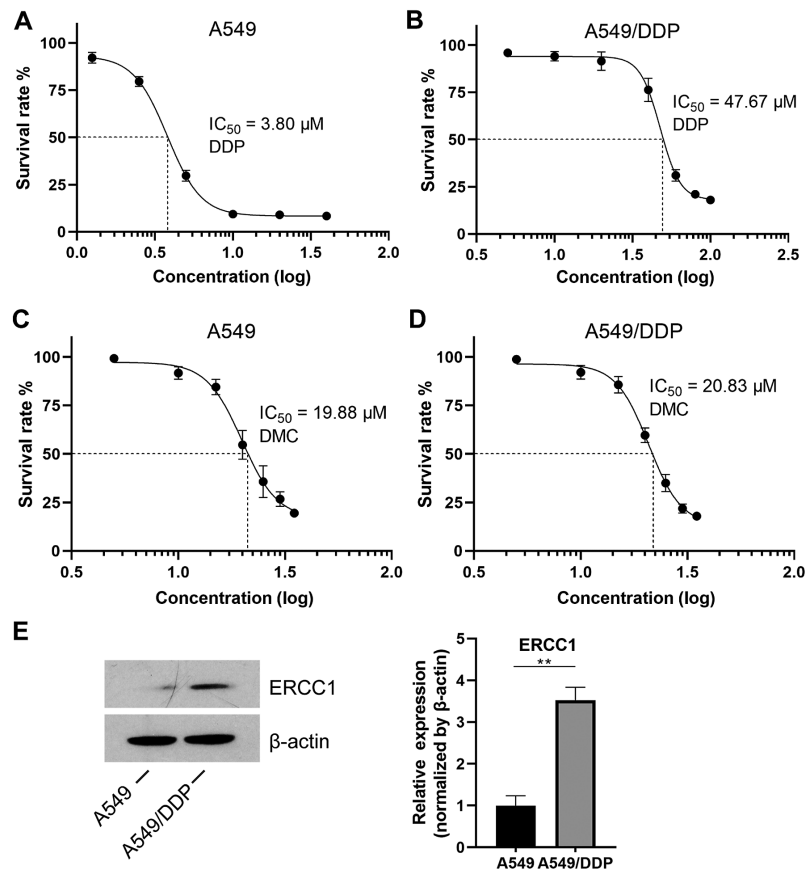 A
A549
Survival rate %
100
75
50
25
0
0.0
0.5
1.0
1.5
2.0
Concentration (log)
IC50 = 3.80 µM
DDP
B
A549/DDP
Survival rate %
100
75
50
25
0
0.5
1.0
1.5
2.0
2.5
Concentration (log)
IC50 = 47.67 µM
DDP
C
A549
Survival rate %
100
75
50
25
0
0.5
1.0
1.5
2.0
Concentration (log)
IC50 = 19.88 µM
DMC
D
A549/DDP
Survival rate %
100
75
50
25
0
0.5
1.0
1.5
2.0
Concentration (log)
IC50 = 20.83 µM
DMC
E
ERCC1
β-actin
A549
A549/DDP
ERCC1
**
Relative expression
(normalized by β-actin)
5
4
3
2
1
0
A549 A549/DDP